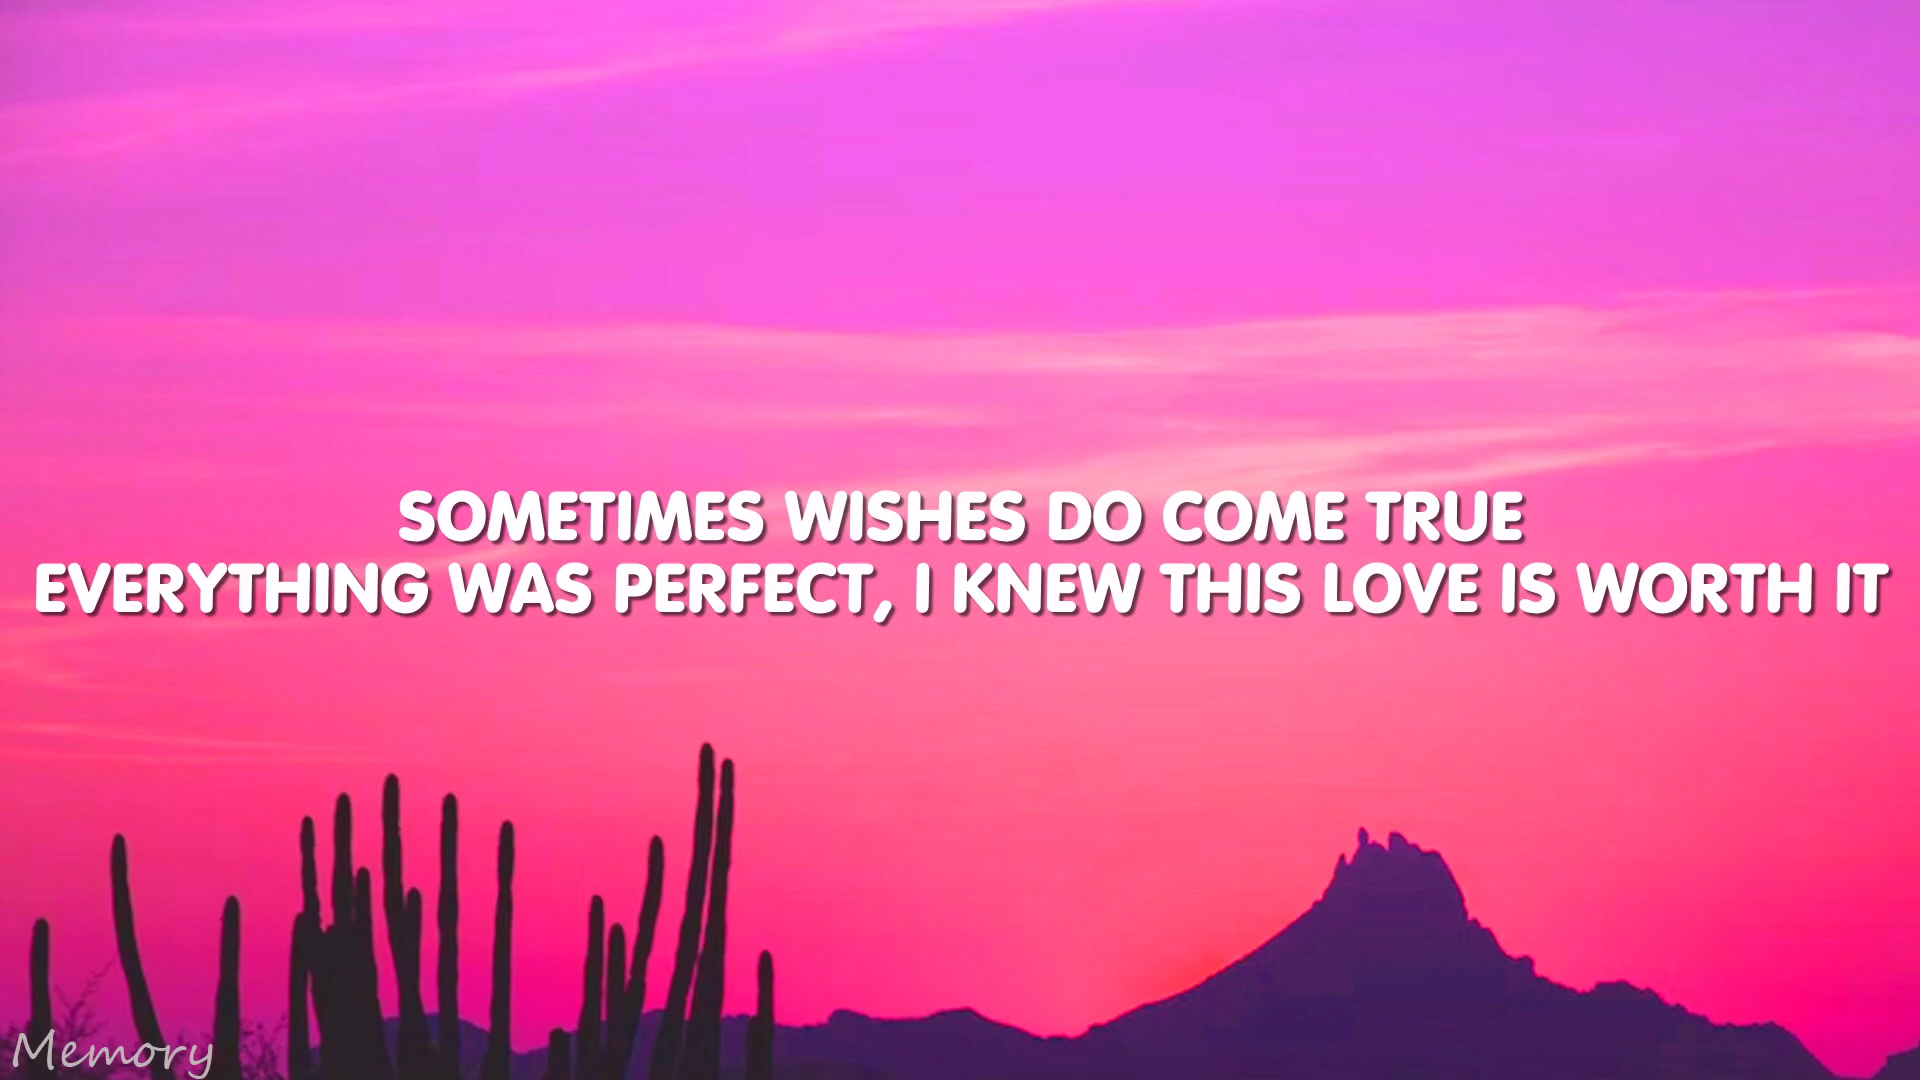 SOMETIMES WISHES DO COME TRUE
EVERYTHING WAS PERFECT, I KNEW THIS LOVE IS WORTH IT
Memory